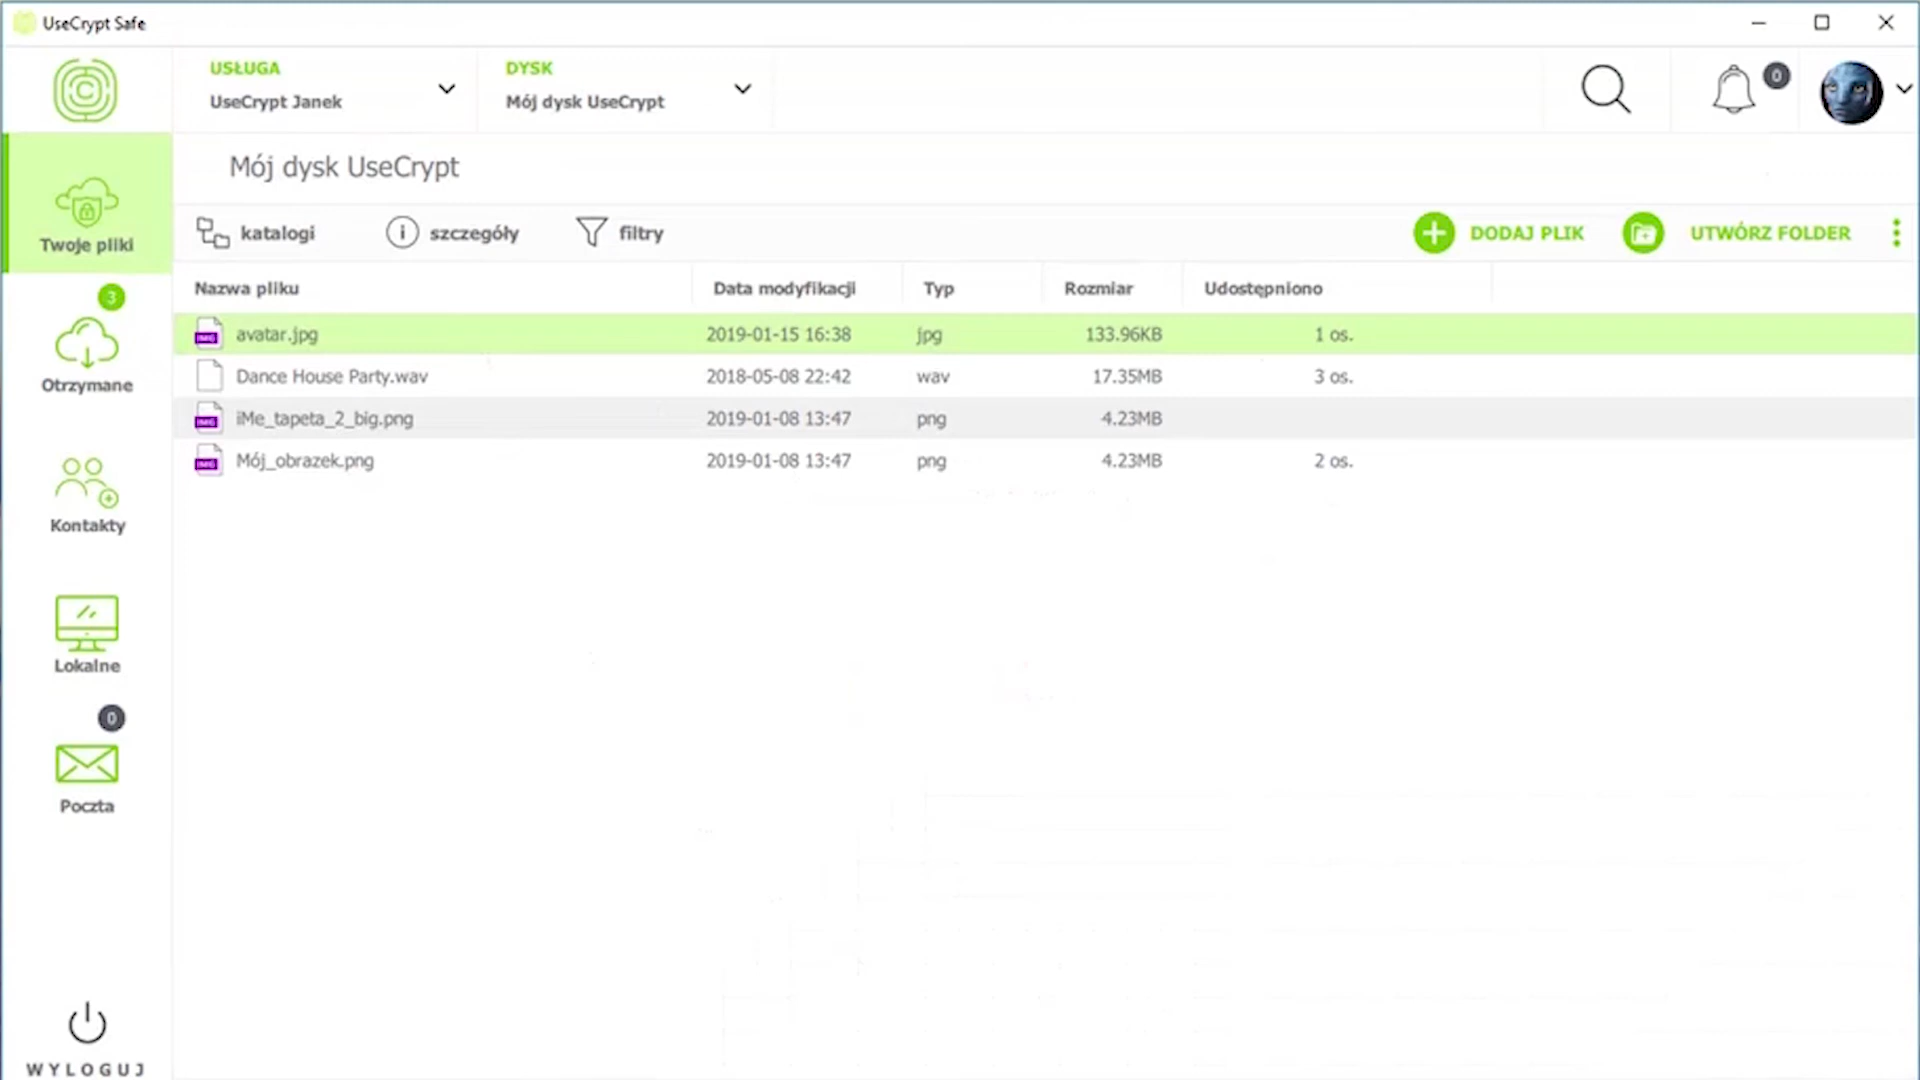 UseCrypt Safe
USŁUGA
UseCrypt Janek
DYSK
Mój dysk UseCrypt
0
Mój dysk UseCrypt
Twoje pliki
katalogi
szczegóły
filtry
DODAJ PLIK
UTWÓRZ FOLDER
Nazwa pliku Data modyfikacji Typ Rozmiar Udostępniono
avatar.jpg 2019-01-15 16:38 jpg 133.96KB 1 os.
Dance House Party.wav 2018-05-08 22:42 wav 17.35MB 3 os.
iMe_tapeta_2_big.png 2019-01-08 13:47 png 4.23MB
Mój_obrazek.png 2019-01-08 13:47 png 4.23MB 2 os.
3
Otrzymane
Kontakty
Lokalne
0
Poczta
WYLOGUJ